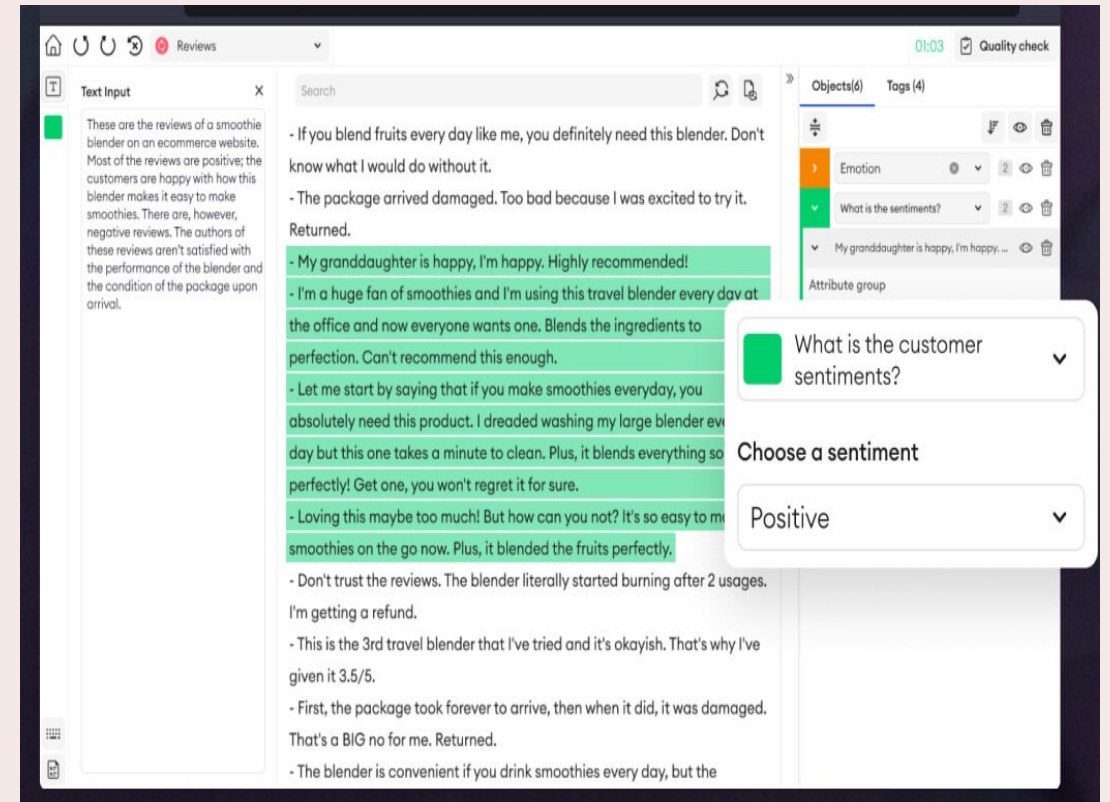 Reviews
01:03
Quality check
Text Input
X
These are the reviews of a smoothie
blender on an ecommerce website.
Most of the reviews are positive; the
customers are happy with how this
blender makes it easy to make
smoothies. There are, however,
negative reviews. The authors of
these reviews aren't satisfied with
the performance of the blender and
the condition of the package upon
arrival.
Search
- If you blend fruits every day like me, you definitely need this blender. Don't
know what I would do without it.
- The package arrived damaged. Too bad because I was excited to try it.
Returned.
- My granddaughter is happy, I'm happy. Highly recommended!
- I'm a huge fan of smoothies and I'm using this travel blender every day at
the office and now everyone wants one. Blends the ingredients to
perfection. Can't recommend this enough.
- Let me start by saying that if you make smoothies everyday, you
absolutely need this product. I dreaded washing my large blender
day but this one takes a minute to clean. Plus, it blends everything so
perfectly! Get one, you won't regret it for sure.
- Loving this maybe too much! But how can you not? It's so easy to
smoothies on the go now. Plus, it blended the fruits perfectly.
- Don't trust the reviews. The blender literally started burning after 2 usages.
I'm getting a refund.
- This is the 3rd travel blender that I've tried and it's okayish. That's why I've
given it 3.5/5.
- First, the package took forever to arrive, then when it did, it was damaged.
That's a BIG no for me. Returned.
- The blender is convenient if you drink smoothies every day, but the
Objects(6)
Tags (4)
Emotion
2
What is the sentiments?
2
My granddaughter is happy, I'm happy. ...
Attribute group
What is the customer
sentiments?
Choose a sentiment
Positive